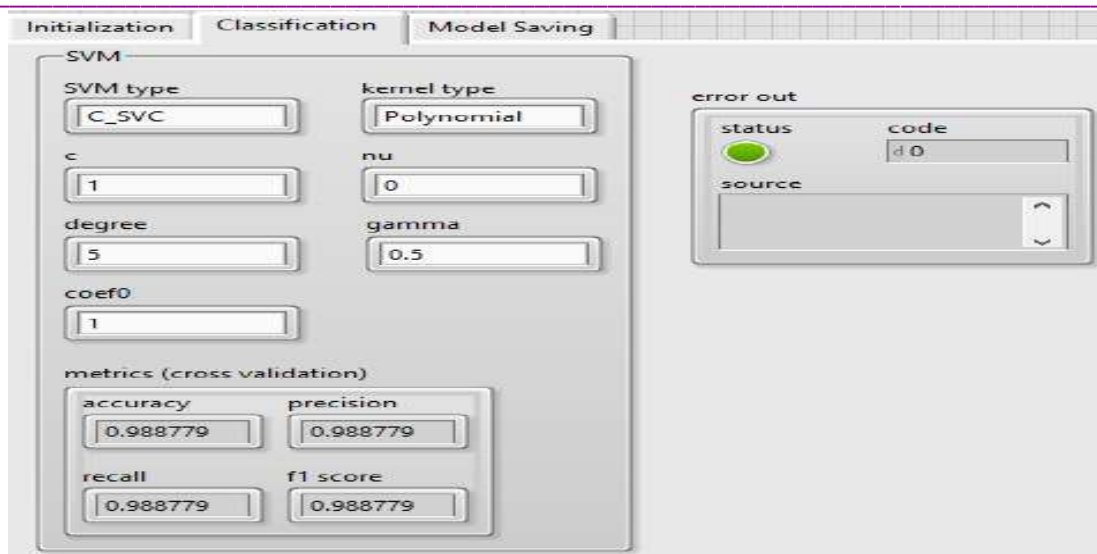 Initialization Classification Model Saving
SVM
SVM type kernel type
C_SVC Polynomial
c nu
1 0
degree gamma
5 0.5
coef0
1
metrics (cross validation)
accuracy precision
0.988779 0.988779
recall f1 score
0.988779 0.988779
error out
status code
d 0
source